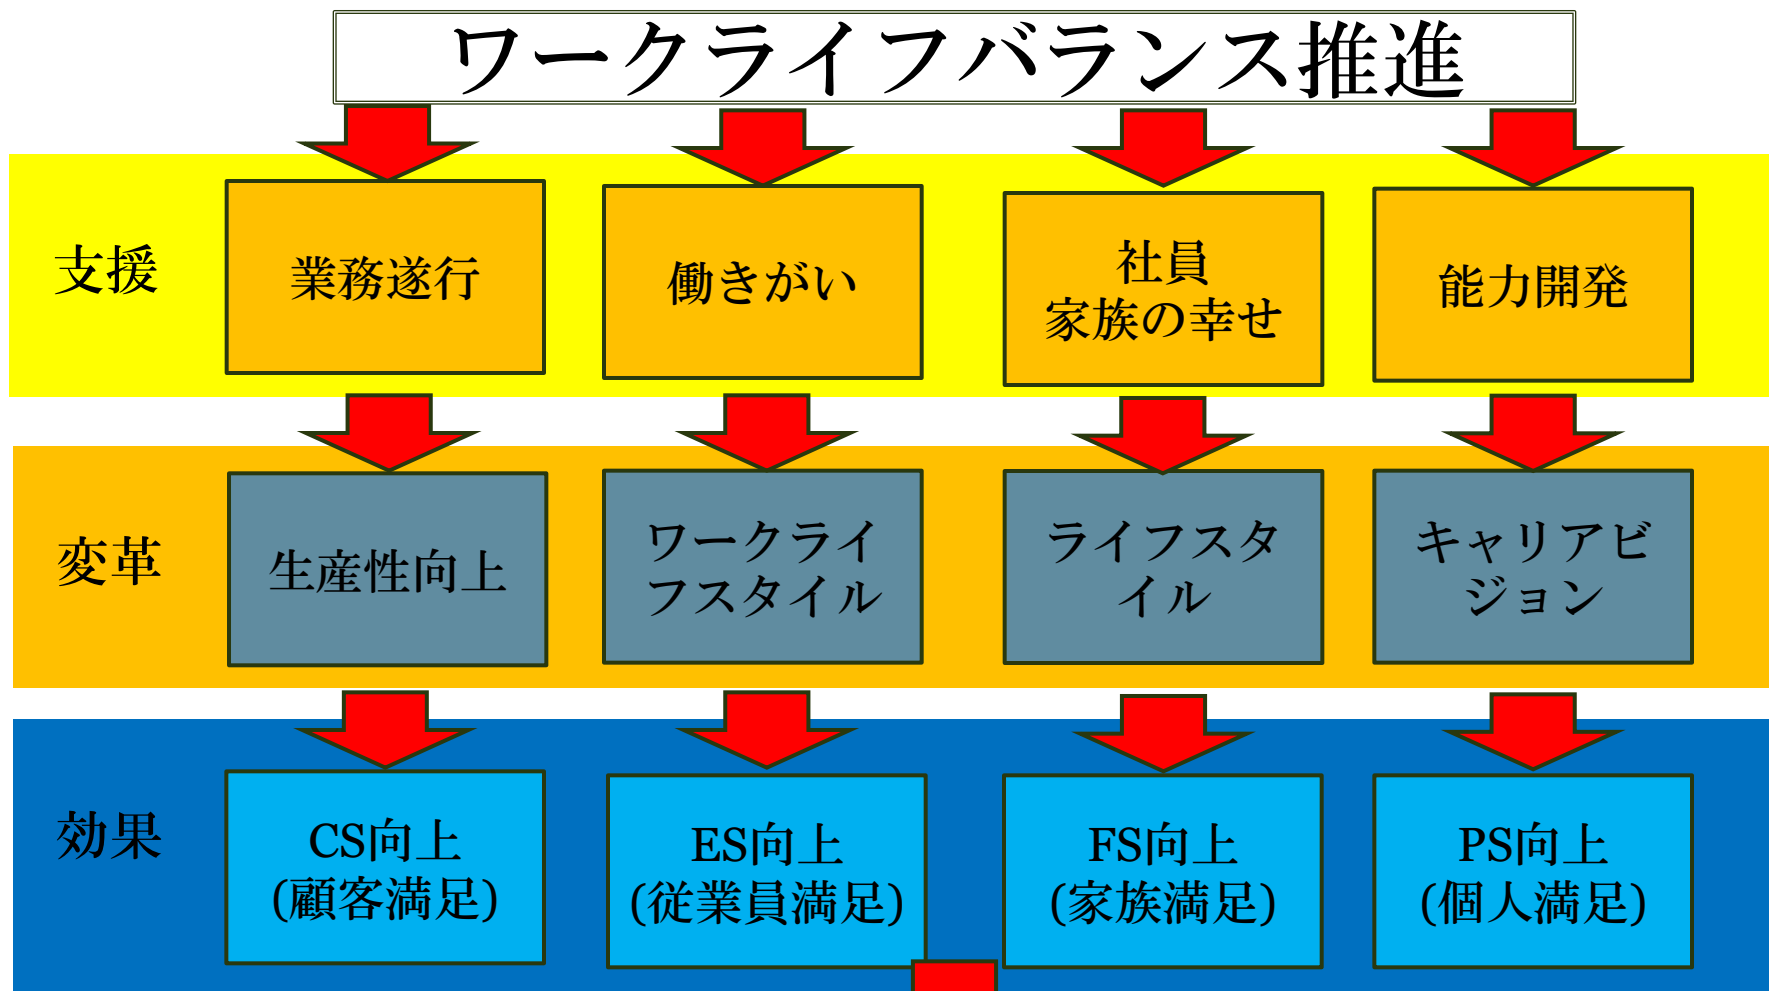 ワークライフバランス推進
支援
業務遂行
働きがい
社員
家族の幸せ
能力開発
変革
生産性向上
ワークライ
フスタイル
ライフスタ
イル
キャリアビ
ジョン
効果
CS向上
(顧客満足)
ES向上
(従業員満足)
FS向上
(家族満足)
PS向上
(個人満足)